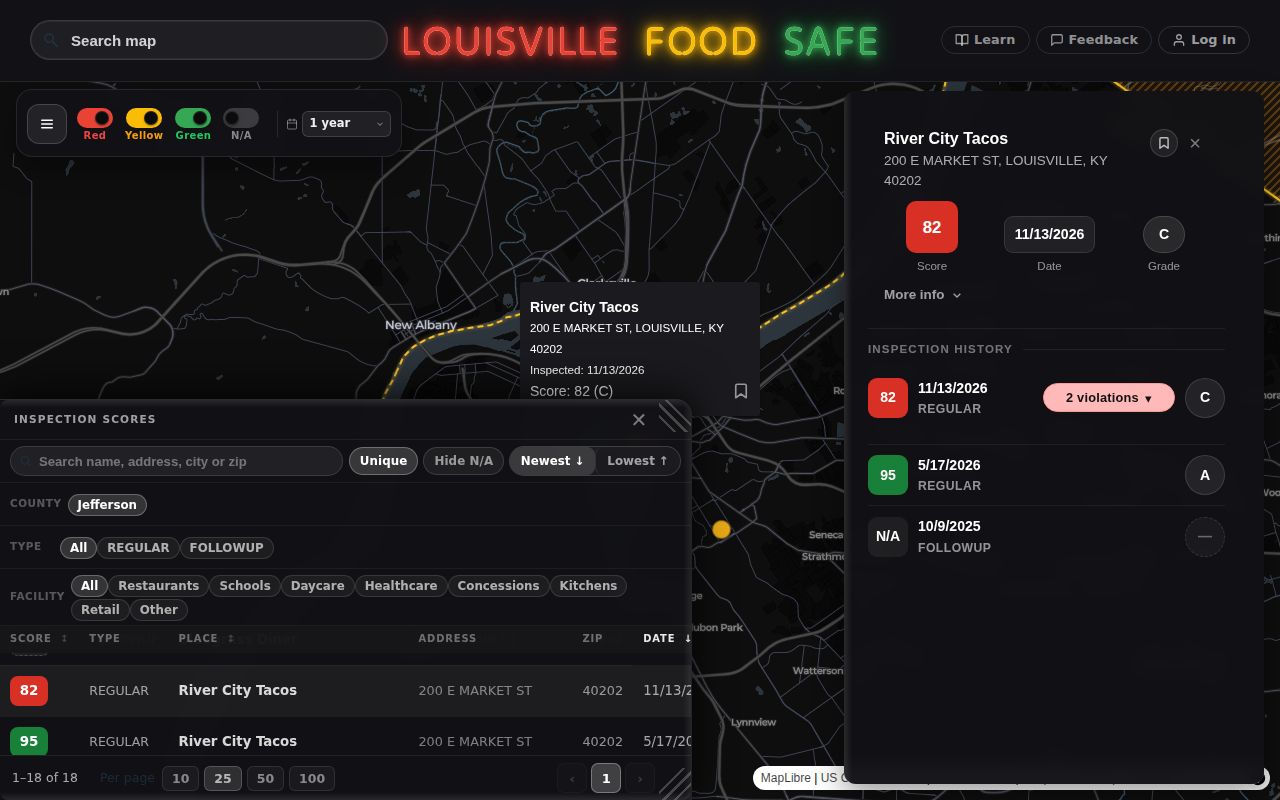 Search map
LOUISVILLE FOOD SAFE
Learn
Feedback
Log In
Red
Yellow
Green
N/A
1 year
New Albany
Clarksville
River City Tacos
200 E MARKET ST, LOUISVILLE, KY
40202
Inspected: 11/13/2026
Score: 82 (C)
INSPECTION SCORES
Search name, address, city or zip
Unique
Hide N/A
Newest ↓
Lowest ↑
COUNTY
Jefferson
TYPE
All
REGULAR
FOLLOWUP
FACILITY
All
Restaurants
Schools
Daycare
Healthcare
Concessions
Kitchens
Retail
Other
SCORE ↕
TYPE
PLACE ↕
ADDRESS
ZIP
DATE ↓
82 REGULAR River City Tacos 200 E MARKET ST 40202 11/13/2
95 REGULAR River City Tacos 200 E MARKET ST 40202 5/17/20
1–18 of 18
Per page
10
25
50
100
‹
1
›
Seneca
Strathm
ubon Park
Watterson
Lynnview
MapLibre | US C
River City Tacos
200 E MARKET ST, LOUISVILLE, KY
40202
82
11/13/2026
C
Score
Date
Grade
More info
INSPECTION HISTORY
82
11/13/2026
REGULAR
2 violations ▾
C
95
5/17/2026
REGULAR
A
N/A
10/9/2025
FOLLOWUP
—